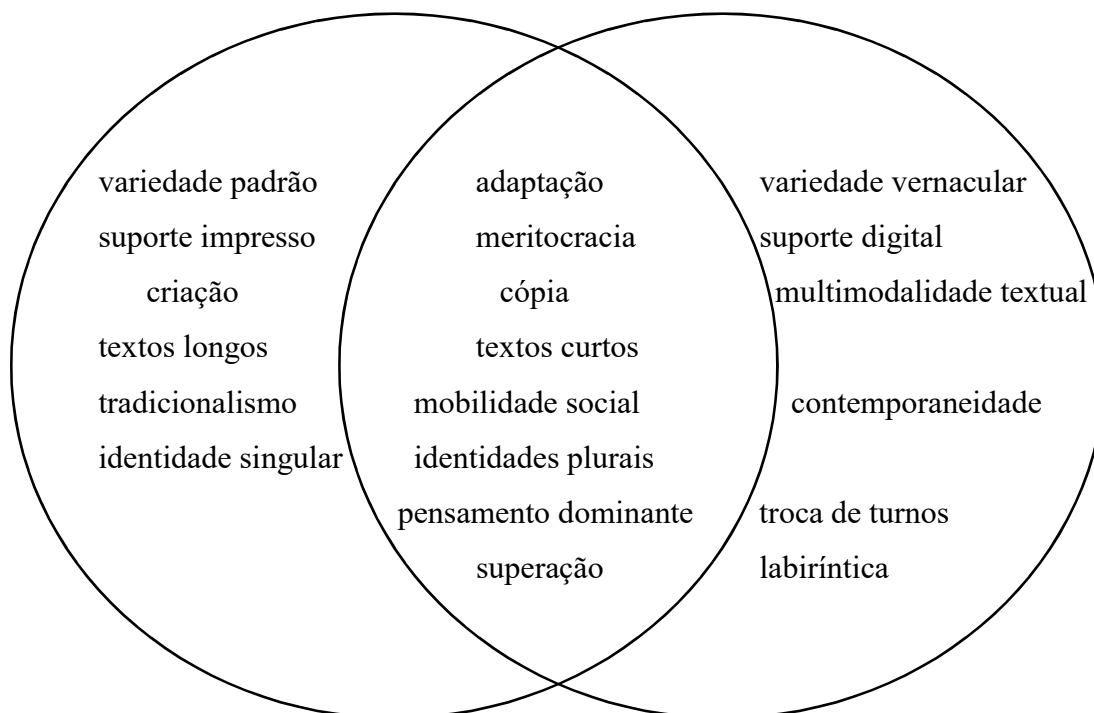 variedade padrão adaptação variedade vernacular
suporte impresso meritocracia suporte digital
criação cópia multimodalidade textual
textos longos textos curtos
tradicionalismo mobilidade social contemporaneidade
identidade singular identidades plurais
pensamento dominante troca de turnos
superação labiríntica